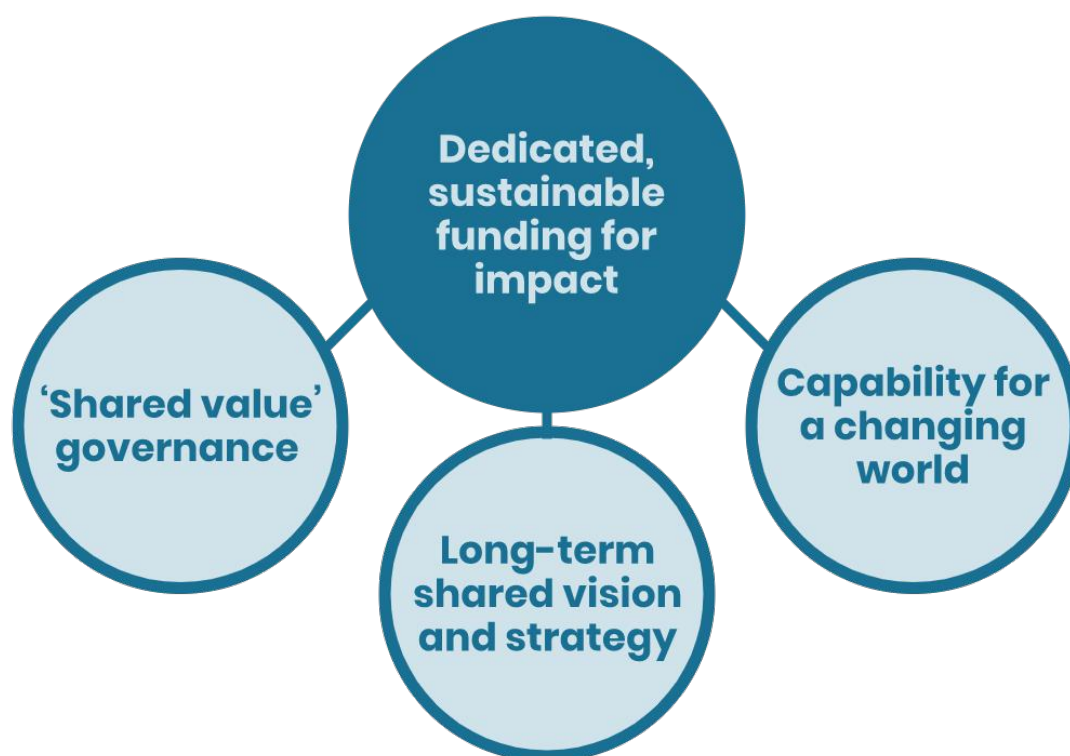 Dedicated,
sustainable
funding for
impact
‘Shared value’
governance
Long-term
shared vision
and strategy
Capability for
a changing
world